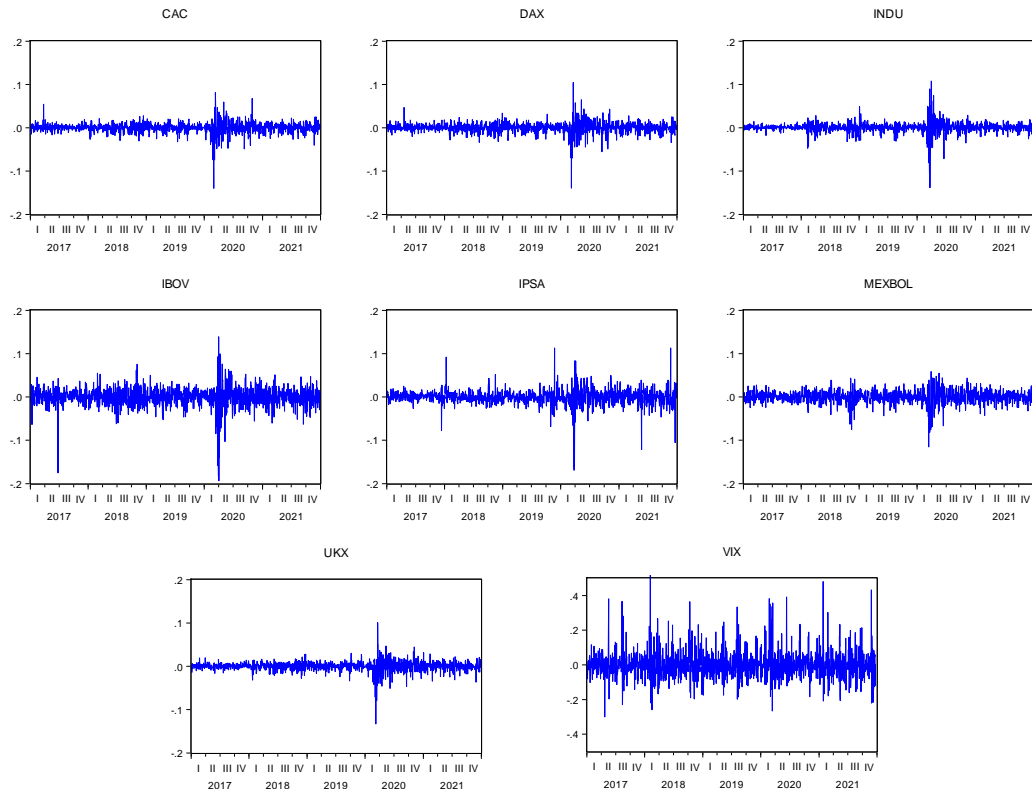 CAC DAX INDU
.2 .2 .2
.1 .1 .1
.0 .0 .0
-.1 -.1 -.1
-.2 -.2 -.2
I II III IV I II III IV I II III IV I II III IV I II III IV I II III IV I II III IV I II III IV I II III IV I II III IV I II III IV I II III IV I II III IV I II III IV I II III IV
2017 2018 2019 2020 2021 2017 2018 2019 2020 2021 2017 2018 2019 2020 2021
IBOV IPSA MEXBOL
.2 .2 .2
.1 .1 .1
.0 .0 .0
-.1 -.1 -.1
-.2 -.2 -.2
I II III IV I II III IV I II III IV I II III IV I II III IV I II III IV I II III IV I II III IV I II III IV I II III IV I II III IV I II III IV I II III IV I II III IV I II III IV
2017 2018 2019 2020 2021 2017 2018 2019 2020 2021 2017 2018 2019 2020 2021
UKX VIX
.2
.4
.1
.2
.0 .0
-.2
-.1
-.4
-.2
I II III IV I II III IV I II III IV I II III IV I II III IV I II III IV I II III IV I II III IV I II III IV I II III IV
2017 2018 2019 2020 2021 2017 2018 2019 2020 2021